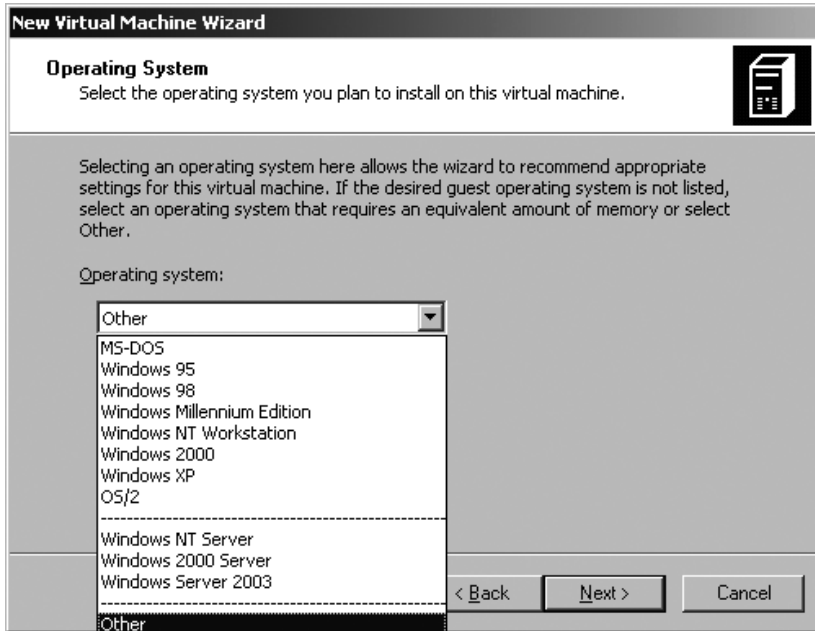 New Virtual Machine Wizard
Operating System
Select the operating system you plan to install on this virtual machine.
Selecting an operating system here allows the wizard to recommend appropriate
settings for this virtual machine. If the desired guest operating system is not listed,
select an operating system that requires an equivalent amount of memory or select
Other.
Operating system:
Other
MS-DOS
Windows 95
Windows 98
Windows Millennium Edition
Windows NT Workstation
Windows 2000
Windows XP
OS/2
Windows NT Server
Windows 2000 Server
Windows Server 2003
Other
< Back Next > Cancel